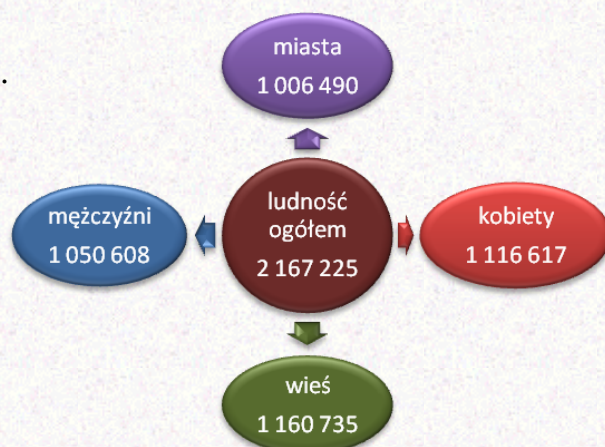 miasta
1 006 490
.
mężczyźni
1 050 608
ludność
ogółem
2 167 225
kobiety
1 116 617
wieś
1 160 735